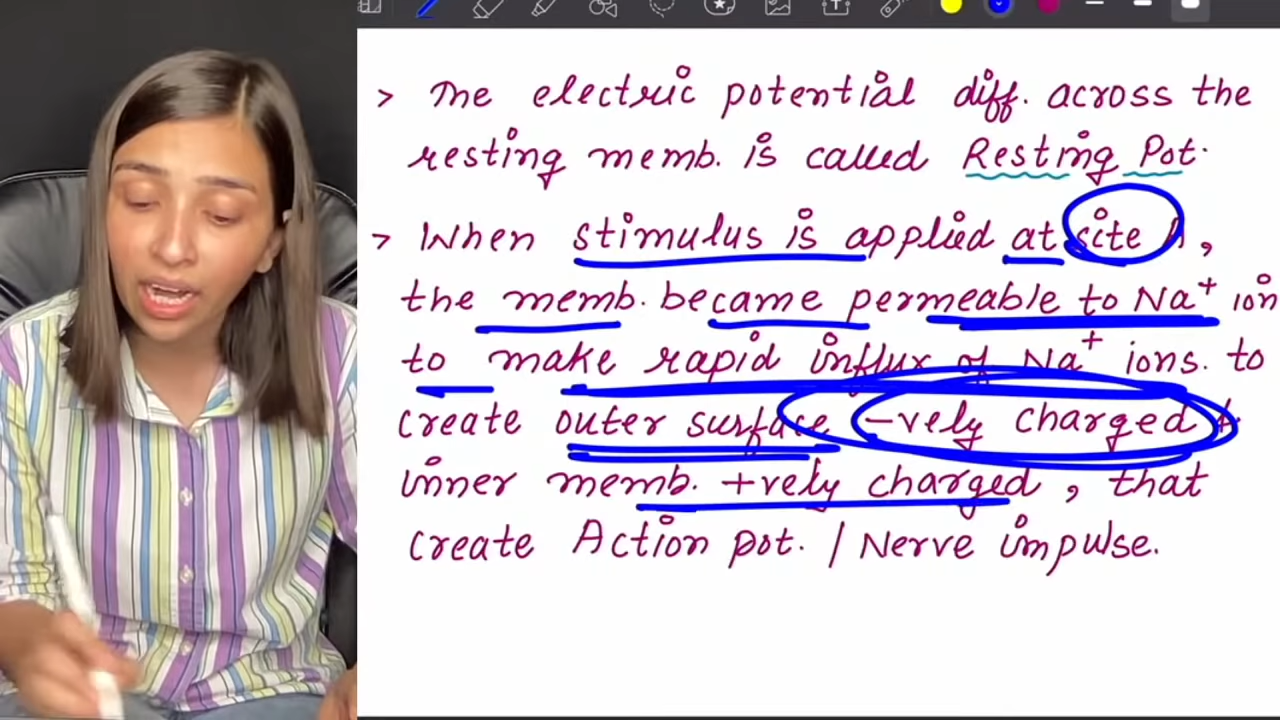 > The electric potential diff. across the
resting memb. is called Resting Pot.
> When stimulus is applied at site A,
the memb. became permeable to Na⁺ ion
to make rapid influx of Na⁺ ions. to
create outer surface -vely charged &
inner memb. +vely charged, that
create Action pot. / Nerve impulse.